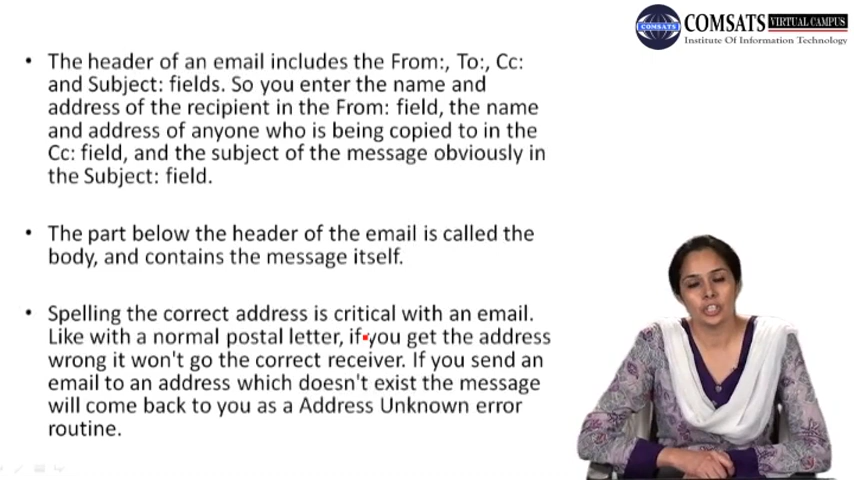 COMSATS VIRTUAL CAMPUS
Institute Of Information Technology
COMSATS
• The header of an email includes the From:, To:, Cc:
and Subject: fields. So you enter the name and
address of the recipient in the From: field, the name
and address of anyone who is being copied to in the
Cc: field, and the subject of the message obviously in
the Subject: field.
• The part below the header of the email is called the
body, and contains the message itself.
• Spelling the correct address is critical with an email.
Like with a normal postal letter, if you get the address
wrong it won't go the correct receiver. If you send an
email to an address which doesn't exist the message
will come back to you as a Address Unknown error
routine.